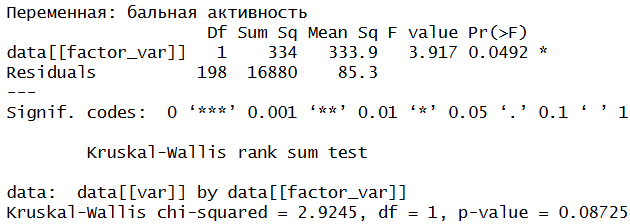 Переменная: бальная активность
                    Df Sum Sq Mean Sq F value Pr(>F)
data[[factor_var]]   1    334   333.9   3.917 0.0492 *
Residuals          198  16880    85.3
---
Signif. codes:  0 ‘***’ 0.001 ‘**’ 0.01 ‘*’ 0.05 ‘.’ 0.1 ‘ ’ 1
Kruskal-Wallis rank sum test
data:  data[[var]] by data[[factor_var]]
Kruskal-Wallis chi-squared = 2.9245, df = 1, p-value = 0.08725